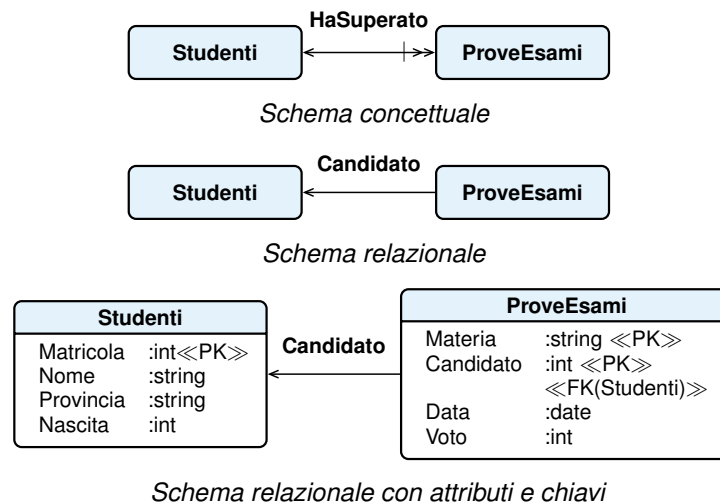 HaSuperato
Studenti
ProveEsami
Schema concettuale
Candidato
Studenti
ProveEsami
Schema relazionale
Studenti
Matricola :int≪PK≫
Nome :string
Provincia :string
Nascita :int
Candidato
ProveEsami
Materia :string ≪PK≫
Candidato :int ≪PK≫
≪FK(Studenti)≫
Data :date
Voto :int
Schema relazionale con attributi e chiavi